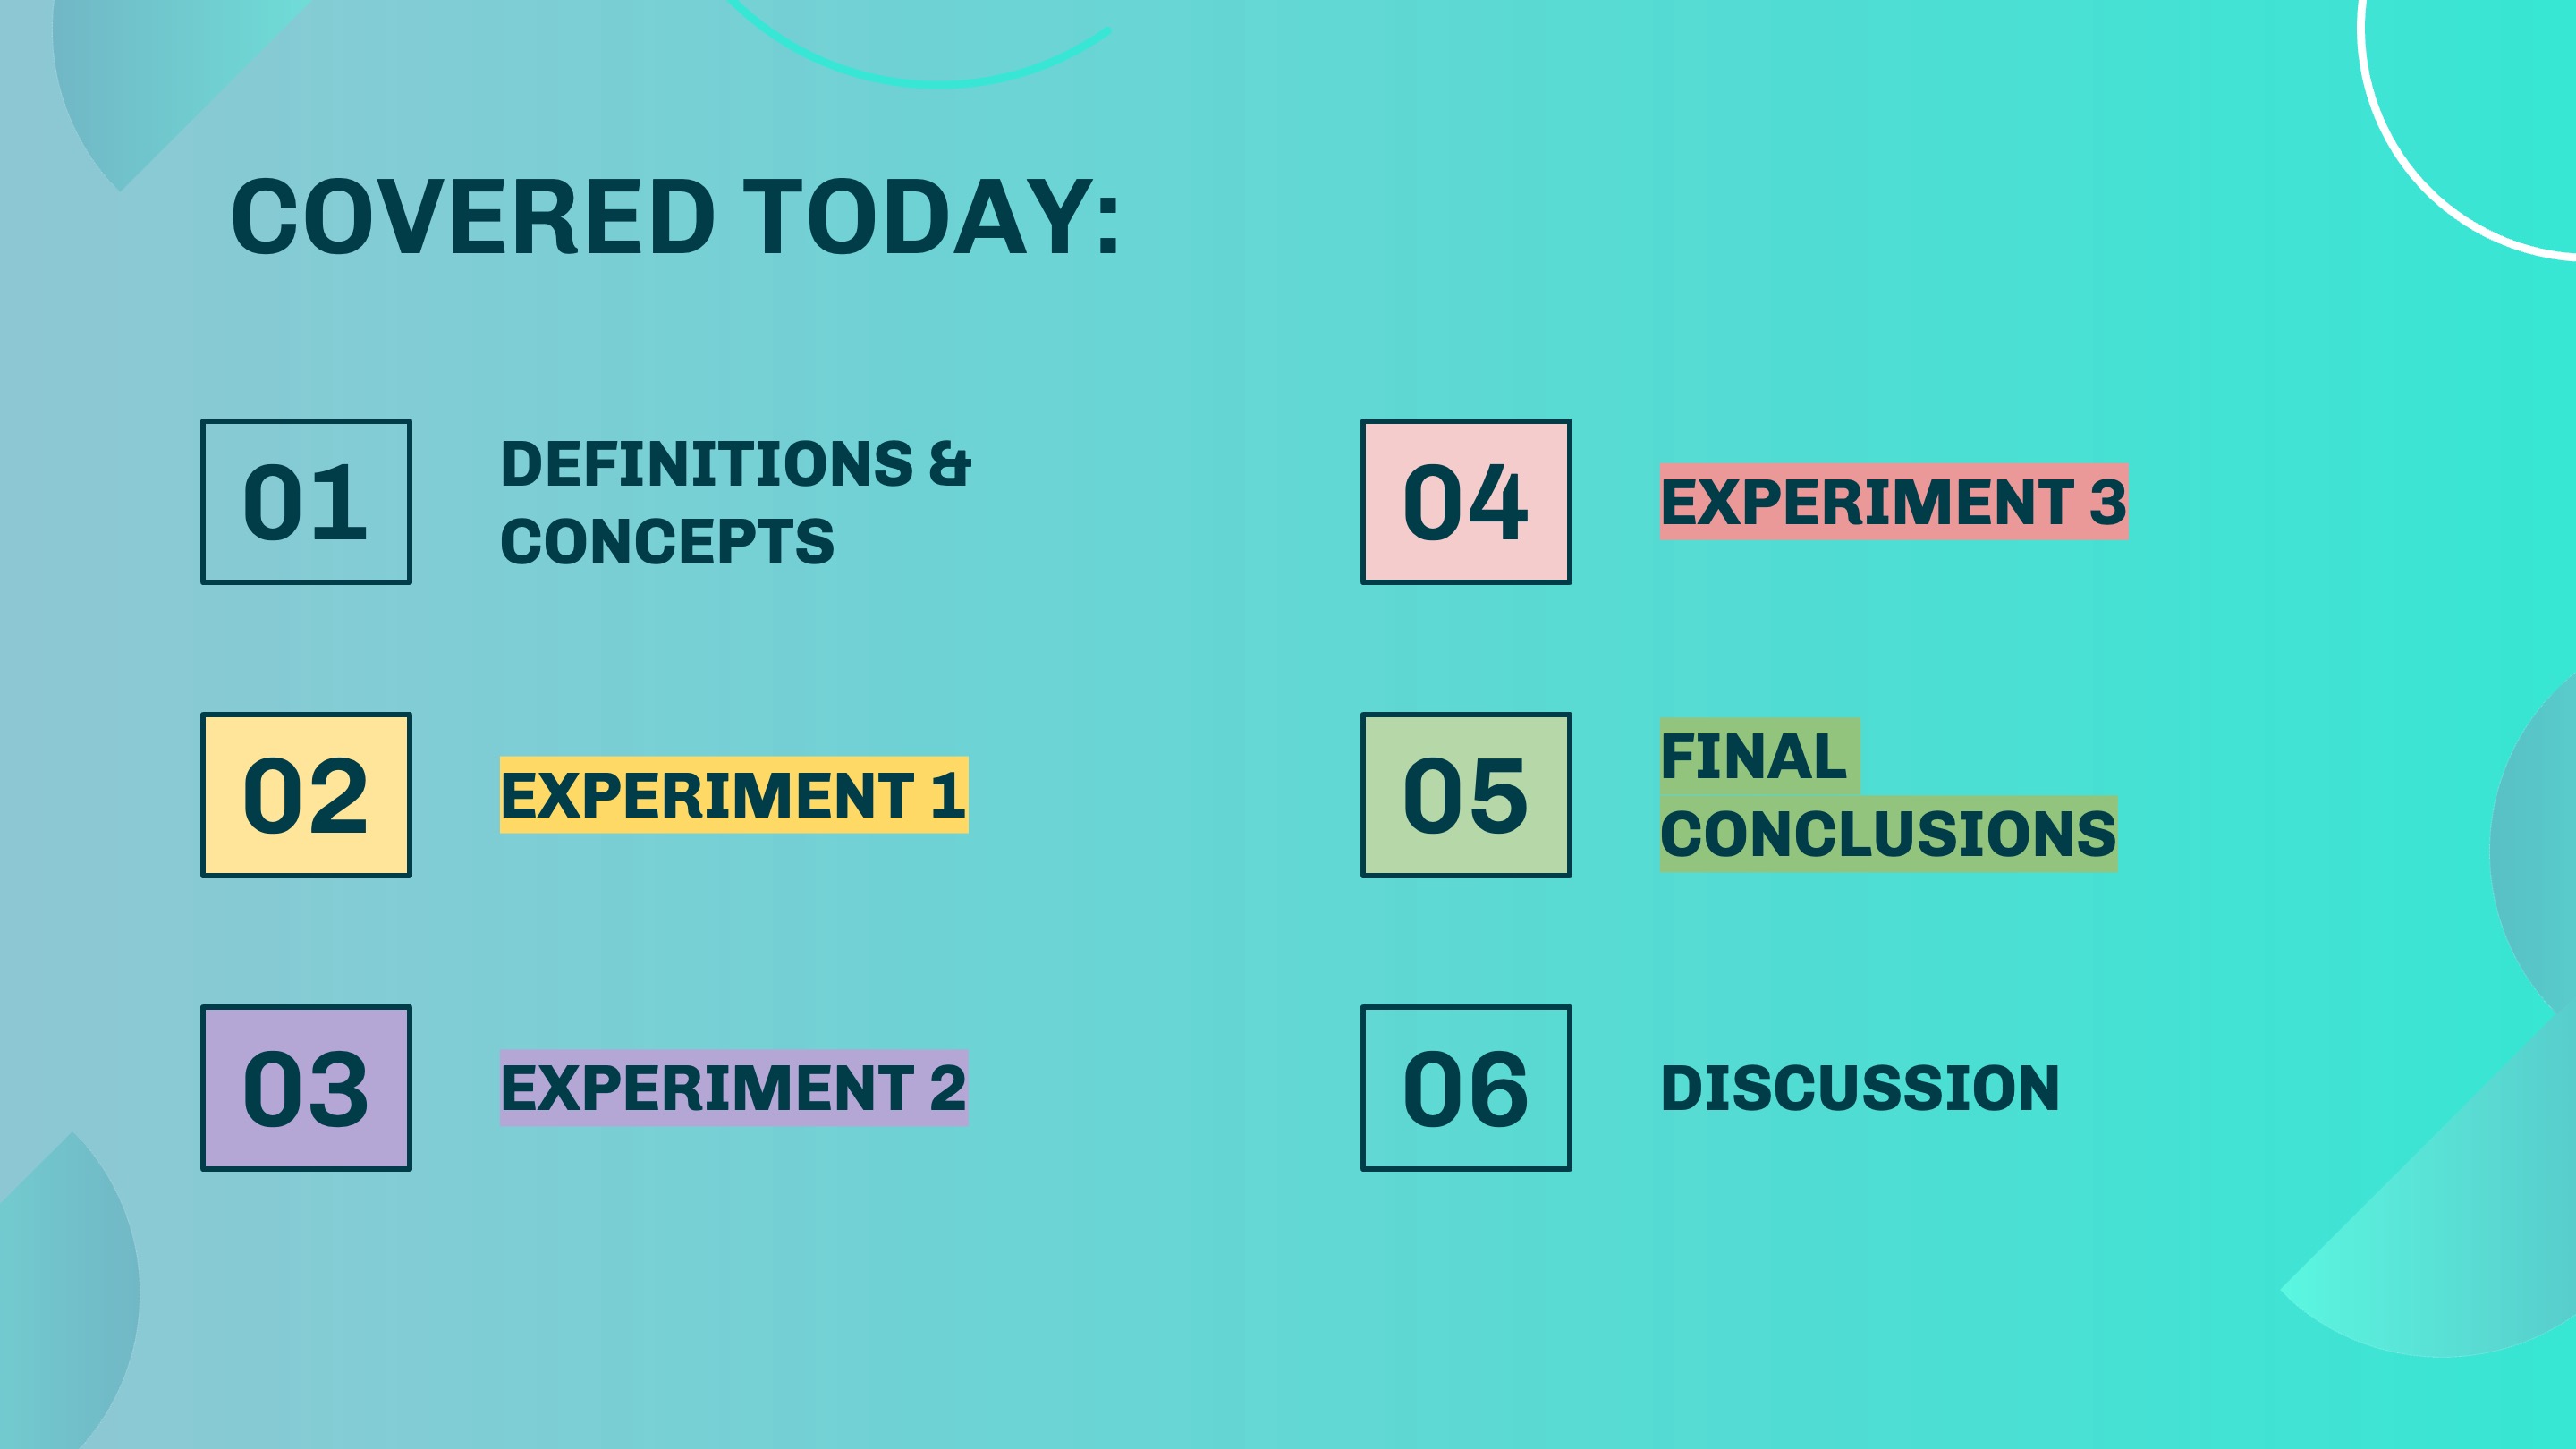 COVERED TODAY:
01
DEFINITIONS &
CONCEPTS
02
EXPERIMENT 1
03
EXPERIMENT 2
04
EXPERIMENT 3
05
FINAL
CONCLUSIONS
06
DISCUSSION